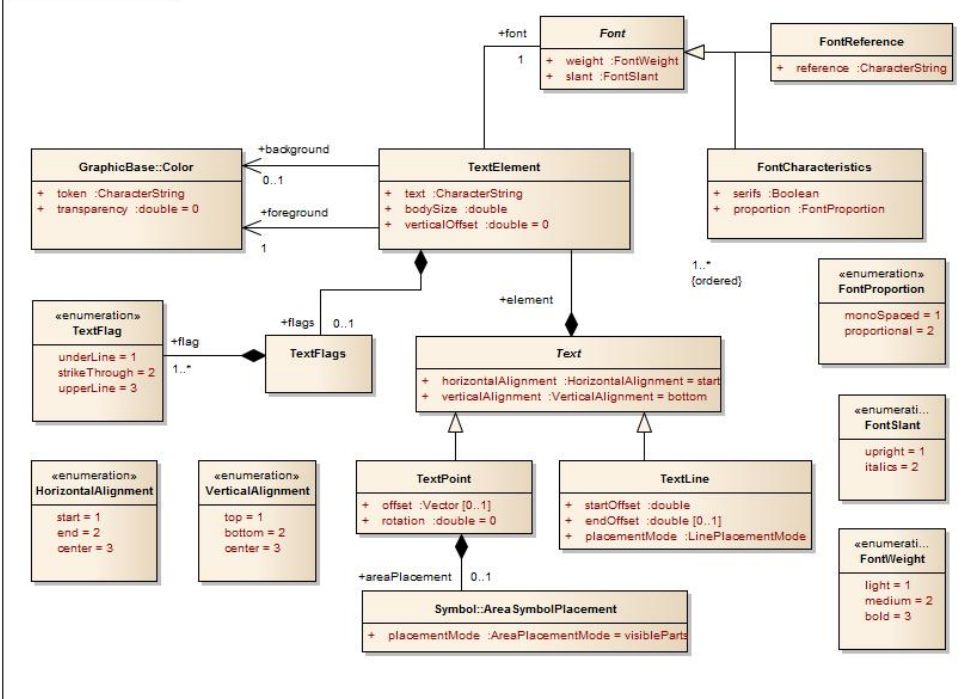 +font
1
Font
+ weight :FontWeight
+ slant :FontSlant
FontReference
+ reference :CharacterString
GraphicBase::Color
+ token :CharacterString
+ transparency :double = 0
+background
0..1
+foreground
1
TextElement
+ text :CharacterString
+ bodySize :double
+ verticalOffset :double = 0
FontCharacteristics
+ serifs :Boolean
+ proportion :FontProportion
1..*
{ordered}
«enumeration»
FontProportion
monoSpaced = 1
proportional = 2
«enumeration»
TextFlag
underLine = 1
strikeThrough = 2
upperLine = 3
+flag
1..*
+flags
0..1
TextFlags
+element
Text
+ horizontalAlignment :HorizontalAlignment = start
+ verticalAlignment :VerticalAlignment = bottom
«enumerati...
FontSlant
upright = 1
italics = 2
«enumeration»
HorizontalAlignment
start = 1
end = 2
center = 3
«enumeration»
VerticalAlignment
top = 1
bottom = 2
center = 3
TextPoint
+ offset :Vector [0..1]
+ rotation :double = 0
TextLine
+ startOffset :double
+ endOffset :double [0..1]
+ placementMode :LinePlacementMode
«enumerati...
FontWeight
light = 1
medium = 2
bold = 3
+areaPlacement
0..1
Symbol::AreaSymbolPlacement
+ placementMode :AreaPlacementMode = visibleParts